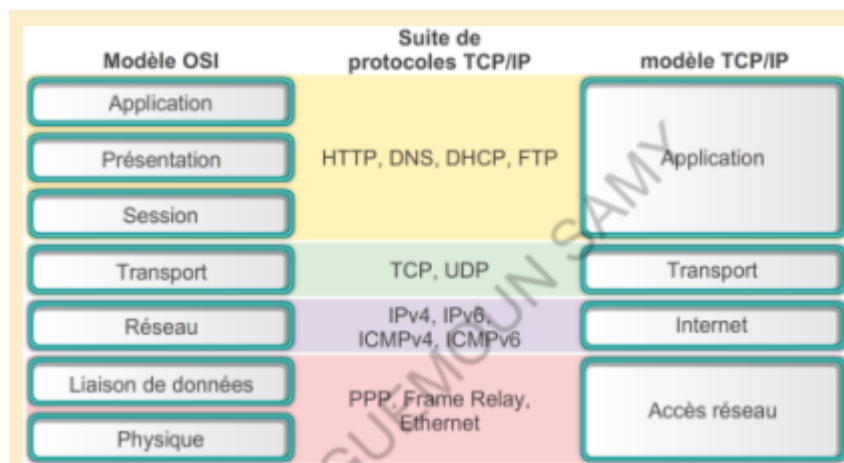 Modèle OSI
Suite de
protocoles TCP/IP
modèle TCP/IP
Application
Présentation
Session
HTTP, DNS, DHCP, FTP
Application
Transport
TCP, UDP
Transport
Réseau
IPv4, IPv6,
ICMPv4, ICMPv6
Internet
Liaison de données
Physique
PPP, Frame Relay,
Ethernet
Accès réseau
GUEMOUN SAMY